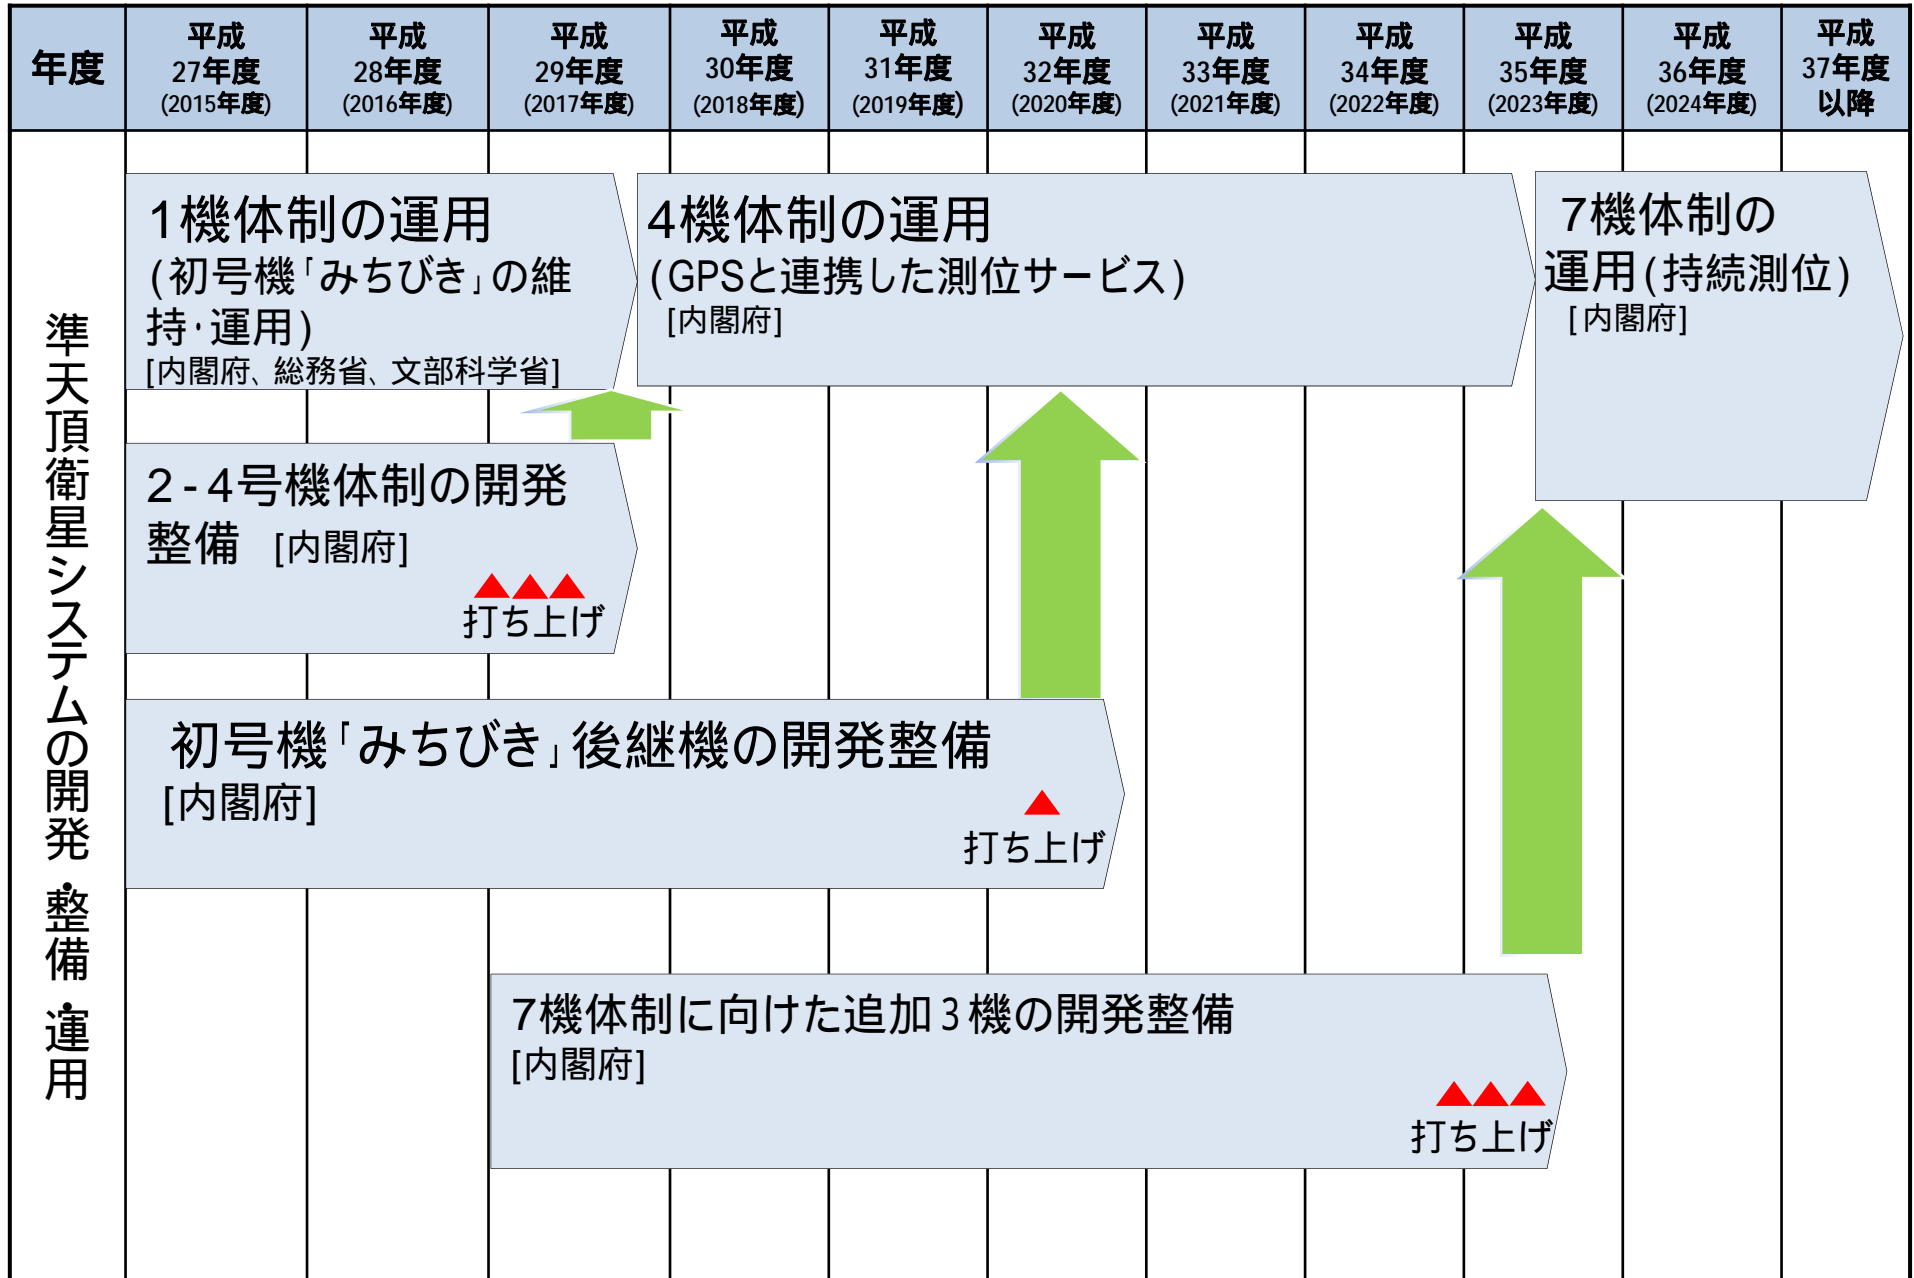 年度
平成
27年度
(2015年度)
平成
28年度
(2016年度)
平成
29年度
(2017年度)
平成
30年度
(2018年度)
平成
31年度
(2019年度)
平成
32年度
(2020年度)
平成
33年度
(2021年度)
平成
34年度
(2022年度)
平成
35年度
(2023年度)
平成
36年度
(2024年度)
平成
37年度
以降
準天頂衛星システムの開発・整備・運用
1機体制の運用
(初号機「みちびき」の維
持・運用)
[内閣府、総務省、文部科学省]
4機体制の運用
(GPSと連携した測位サービス)
[内閣府]
7機体制の
運用(持続測位)
[内閣府]
2-4号機体制の開発
整備 [内閣府]
打ち上げ
初号機「みちびき」後継機の開発整備
[内閣府]
打ち上げ
7機体制に向けた追加3機の開発整備
[内閣府]
打ち上げ